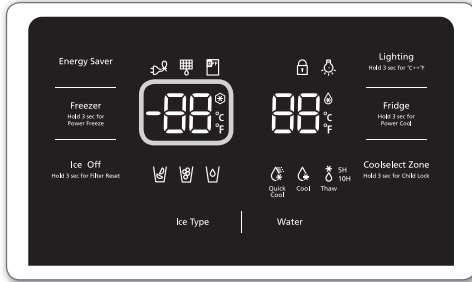 Energy Saver
Lighting
Hold 3 sec for °C↔°F
Freezer
Hold 3 sec for
Power Freeze
-88 °C °F
88 °C °F
Fridge
Hold 3 sec for
Power Cool
Ice Off
Hold 3 sec for Filter Reset
Quick Cool
Cool
Thaw
5H
10H
Coolselect Zone
Hold 3 sec for Child Lock
Ice Type
Water